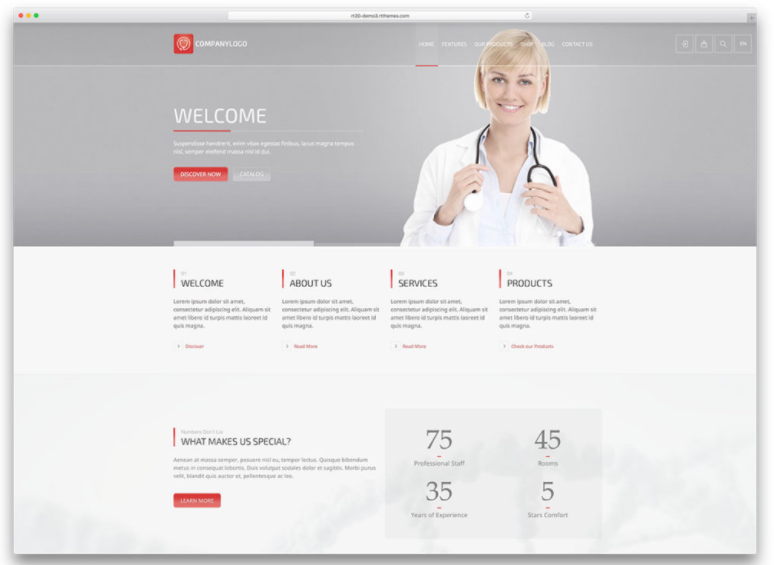 rt00-demo3.rtthemes.com
COMPANYLOGO
HOME FEATURES OUR PRODUCTS SHOP BLOG CONTACT US
EN
WELCOME
Suspendisse hendrerit, enim vitae egestas finibus, lacus magna tempus
nisl, semper eleifend massa nisi id dui.
DISCOVER NOW CATALOG
01
WELCOME
Lorem ipsum dolor sit amet,
consectetur adipiscing elit. Aliquam sit
amet libero id turpis mattis laoreet id
quis magna.
Discover
02
ABOUT US
Lorem ipsum dolor sit amet,
consectetur adipiscing elit. Aliquam sit
amet libero id turpis mattis laoreet id
quis magna.
Read More
03
SERVICES
Lorem ipsum dolor sit amet,
consectetur adipiscing elit. Aliquam sit
amet libero id turpis mattis laoreet id
quis magna.
Read More
04
PRODUCTS
Lorem ipsum dolor sit amet,
consectetur adipiscing elit. Aliquam sit
amet libero id turpis mattis laoreet id
quis magna.
Check our Products
Numbers Don't Lie
WHAT MAKES US SPECIAL?
Aenean at massa semper, posuere nisl eu, tempor lectus. Quisque bibendum
metus in consequat lobortis. Duis volutpat sodales dolor et sagittis. Morbi purus
velit, blandit quis auctor et, pellentesque ac leo.
LEARN MORE
75
Professional Staff
45
Rooms
35
Years of Experience
5
Stars Comfort